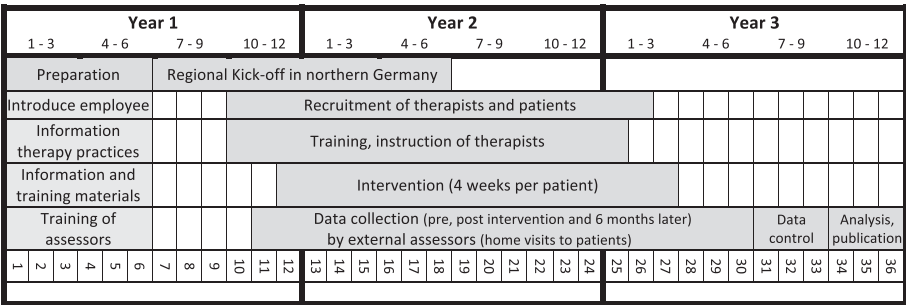 Year 1 Year 2 Year 3
1 - 3 4 - 6 7 - 9 10 - 12 1 - 3 4 - 6 7 - 9 10 - 12 1 - 3 4 - 6 7 - 9 10 - 12
Preparation Regional Kick-off in northern Germany
Introduce employee Recruitment of therapists and patients
Information
therapy practices
Training, instruction of therapists
Information and
training materials
Intervention (4 weeks per patient)
Training of
assessors
Data collection (pre, post intervention and 6 months later)
by external assessors (home visits to patients)
Data
control
Analysis,
publication
1 2 3 4 5 6 7 8 9 10 11 12 13 14 15 16 17 18 19 20 21 22 23 24 25 26 27 28 29 30 31 32 33 34 35 36